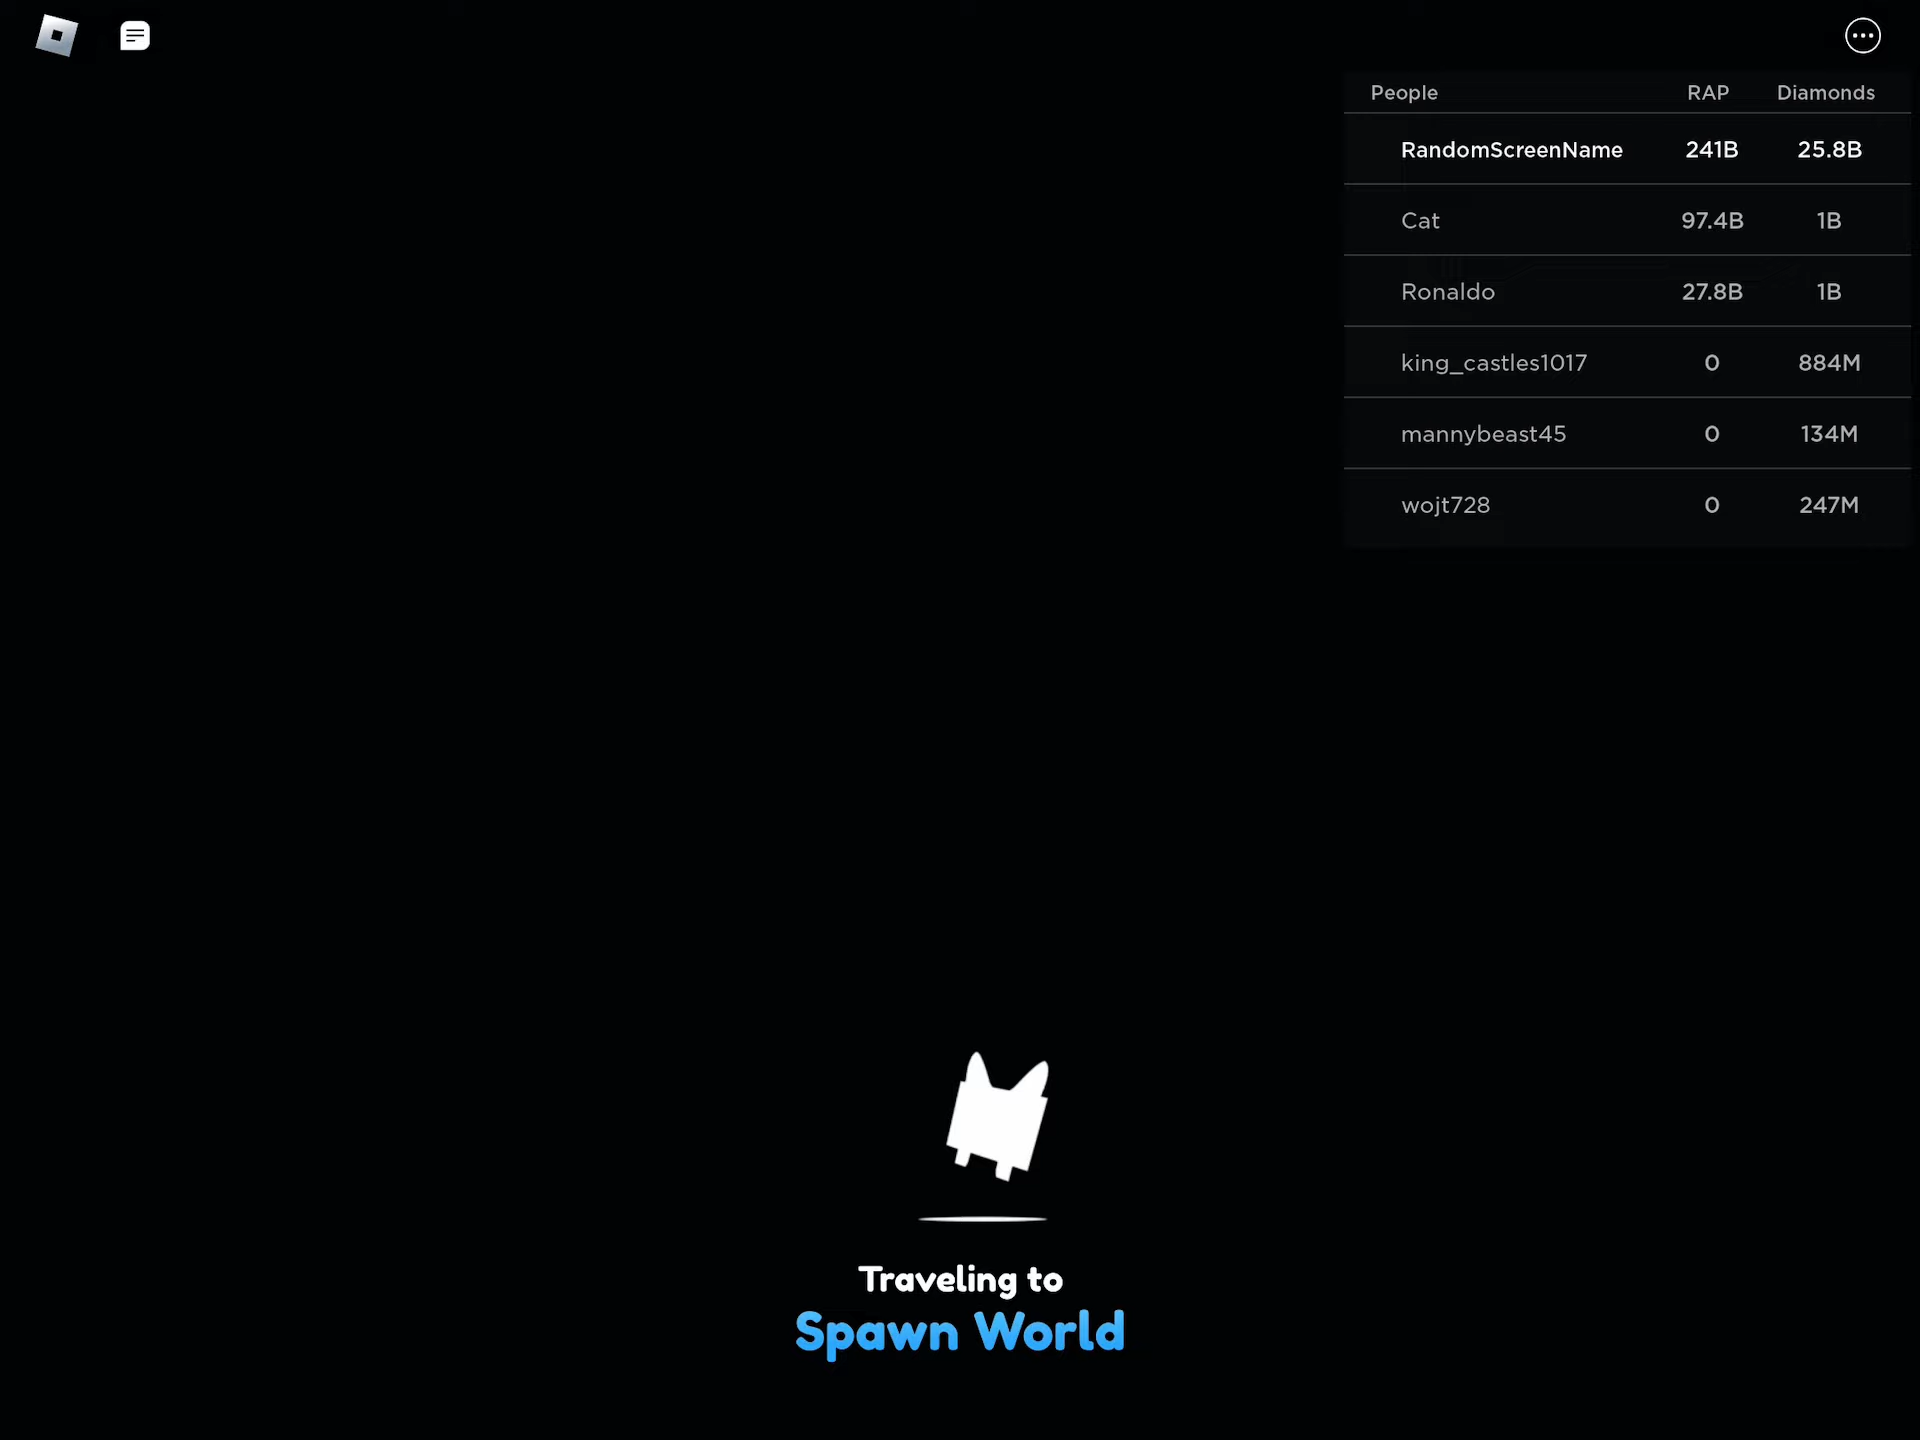 People RAP Diamonds
RandomScreenName 241B 25.8B
Cat 97.4B 1B
Ronaldo 27.8B 1B
king_castles1017 0 884M
mannybeast45 0 134M
wojt728 0 247M
Traveling to
Spawn World